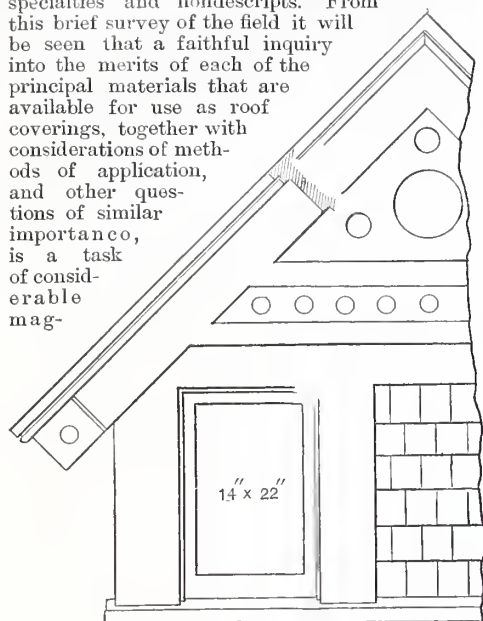 specialties and nondescripts. From
this brief survey of the field it will
be seen that a faithful inquiry
into the merits of each of the
principal materials that are
available for use as roof
coverings, together with
considerations of meth-
ods of application,
and other ques-
tions of similar
importance,
is a task
of consid-
erable
mag-
14" x 22"